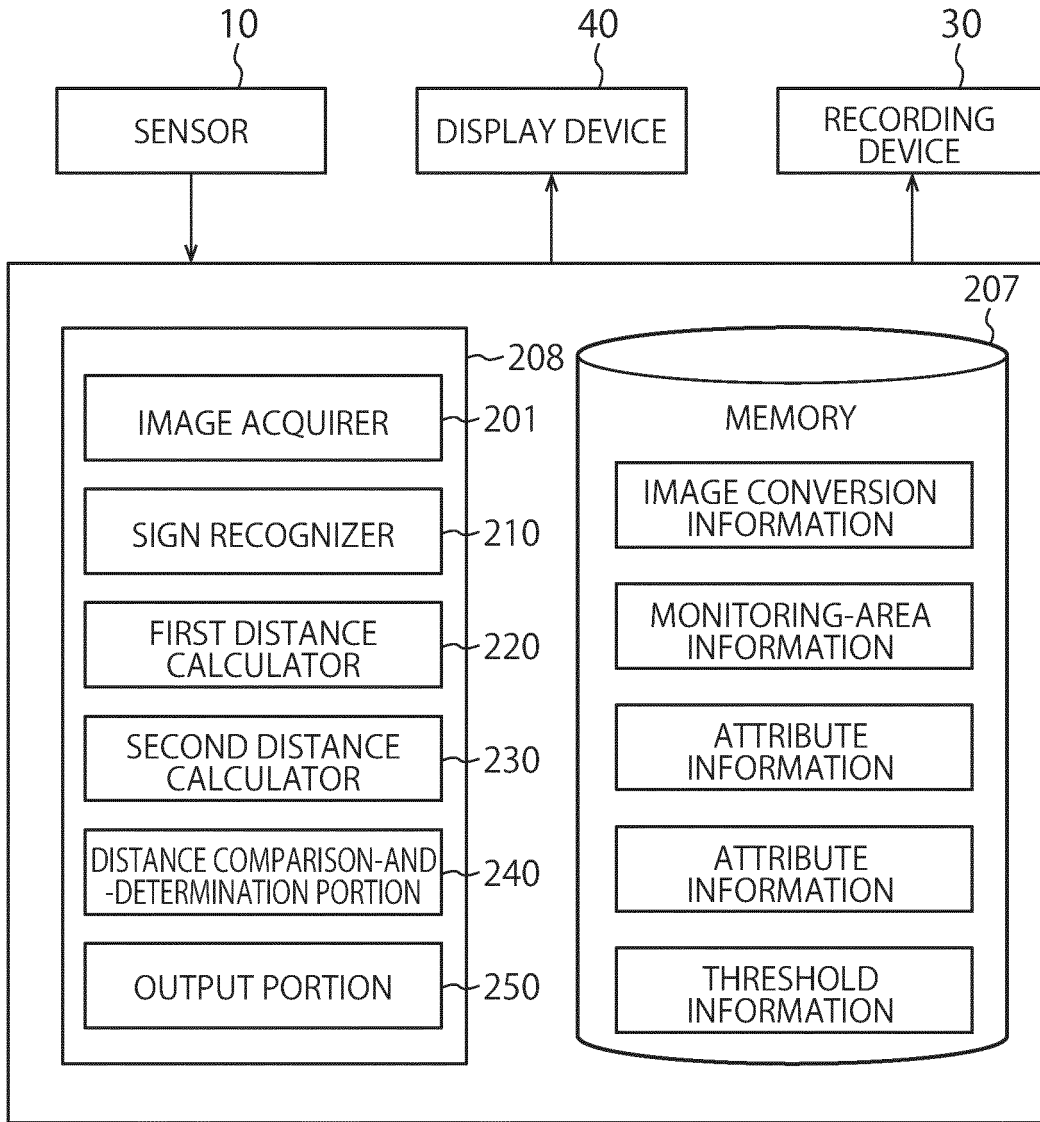 10
40
30
SENSOR
DISPLAY DEVICE
RECORDING
DEVICE
207
208
IMAGE ACQUIRER
201
SIGN RECOGNIZER
210
FIRST DISTANCE
CALCULATOR
220
SECOND DISTANCE
CALCULATOR
230
DISTANCE COMPARISON-AND
-DETERMINATION PORTION
240
OUTPUT PORTION
250
MEMORY
IMAGE CONVERSION
INFORMATION
MONITORING-AREA
INFORMATION
ATTRIBUTE
INFORMATION
ATTRIBUTE
INFORMATION
THRESHOLD
INFORMATION